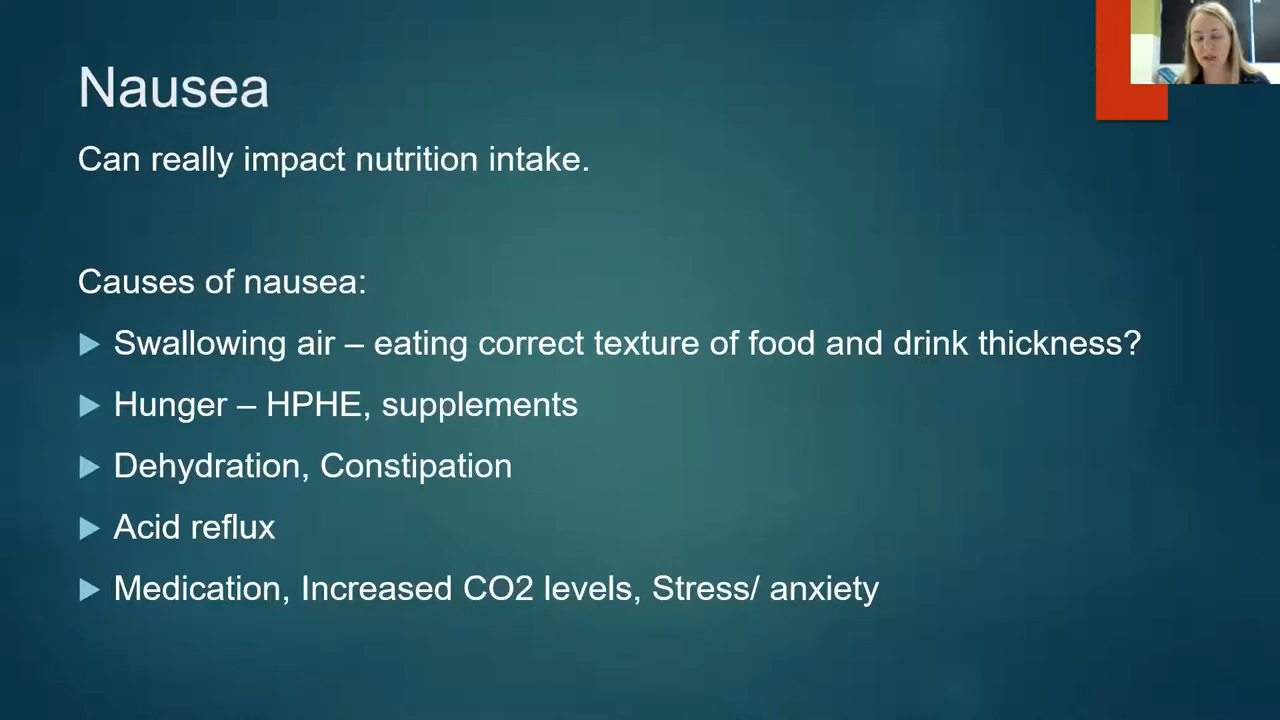 Nausea
Can really impact nutrition intake.
Causes of nausea:
Swallowing air – eating correct texture of food and drink thickness?
Hunger – HPHE, supplements
Dehydration, Constipation
Acid reflux
Medication, Increased CO2 levels, Stress/ anxiety